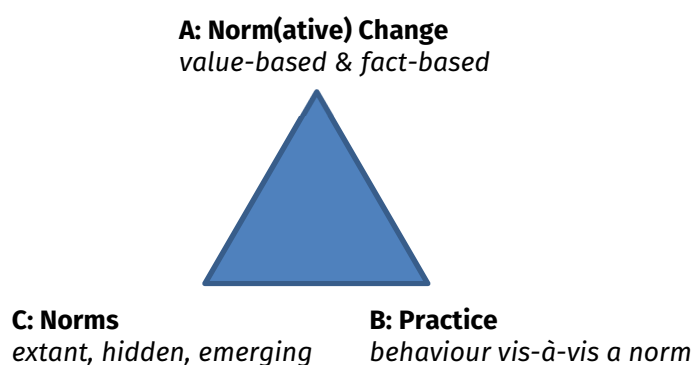 A: Norm(ative) Change
value-based & fact-based
C: Norms
extant, hidden, emerging
B: Practice
behaviour vis-à-vis a norm